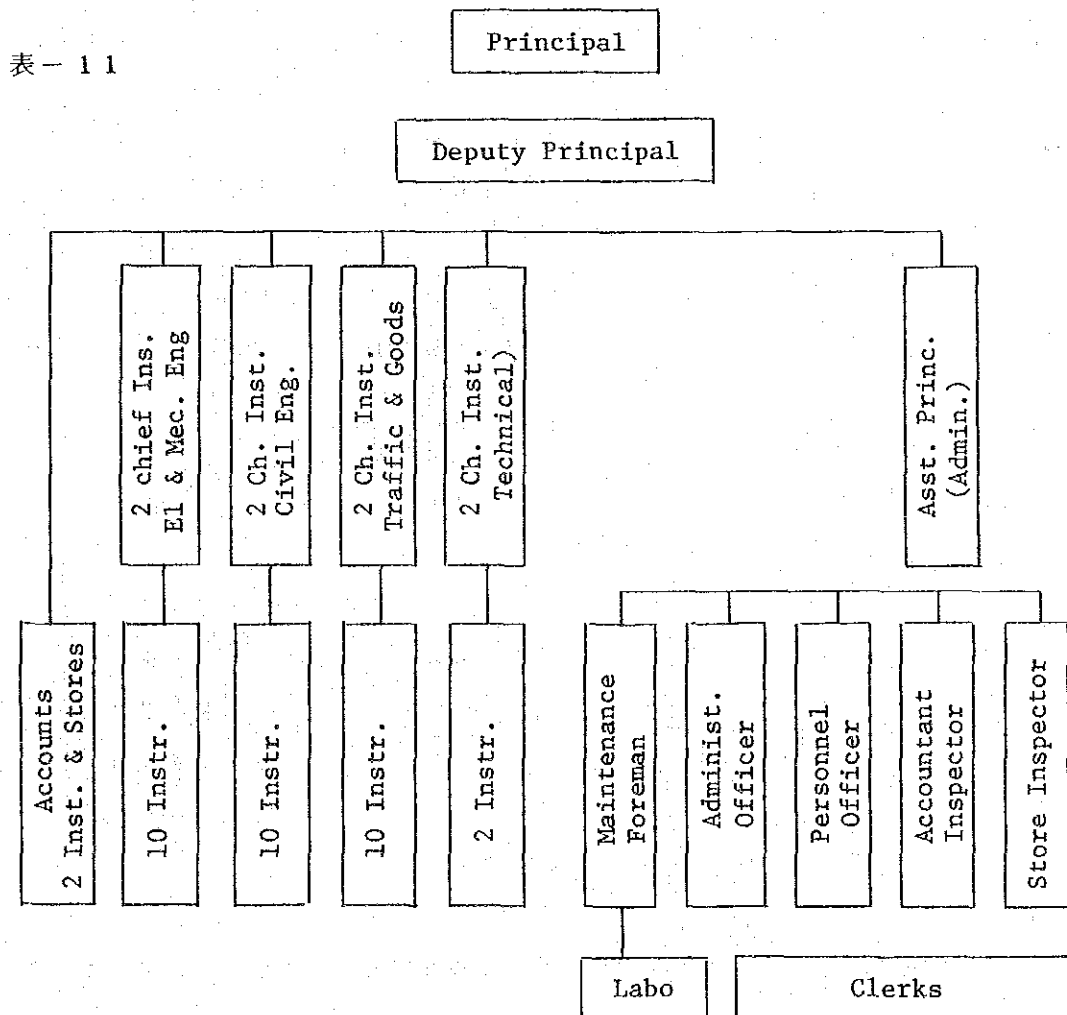 表－１１
Principal
Deputy Principal
2 chief Ins.
El & Mec. Eng
2 Ch. Inst.
Civil Eng.
2 Ch. Inst.
Traffic & Goods
2 Ch. Inst.
Technical)
Asst. Princ.
(Admin.)
Accounts
2 Inst. & Stores
10 Instr.
10 Instr.
10 Instr.
2 Instr.
Maintenance
Foreman
Administ.
Officer
Personnel
Officer
Accountant
Inspector
Store Inspector
Labo
Clerks